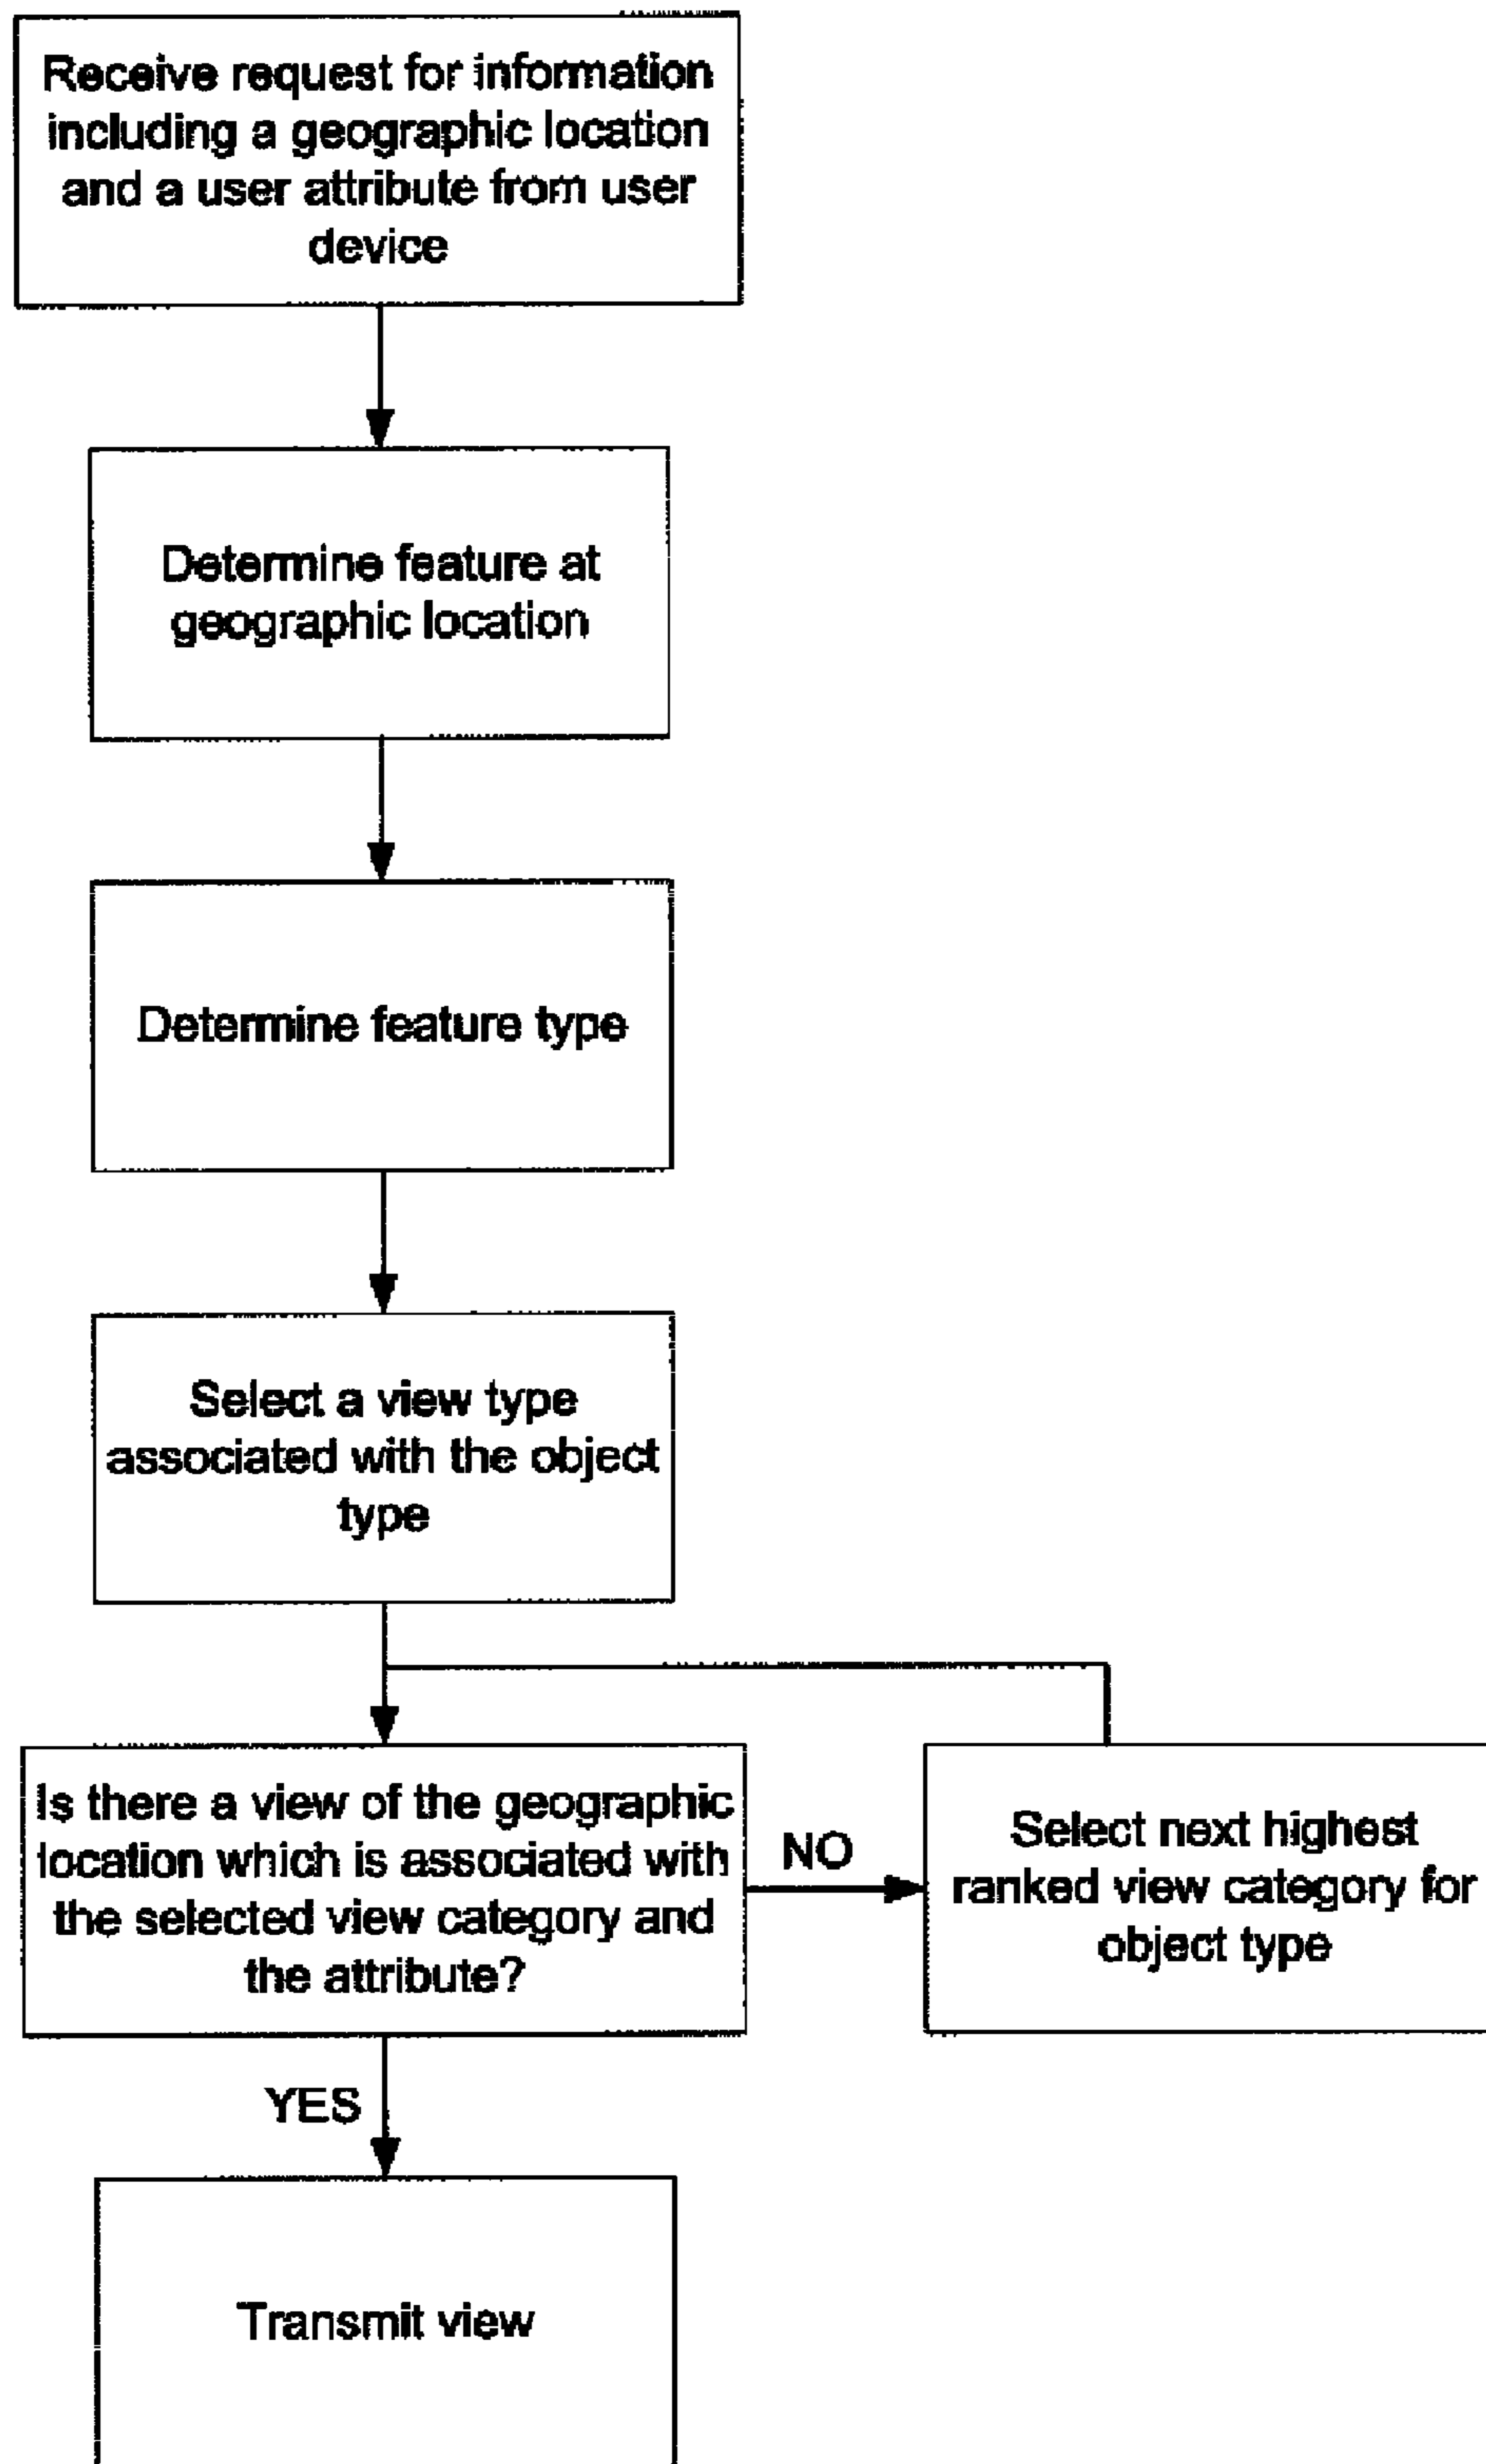 Receive request for information
including a geographic location
and a user attribute from user
device
Determine feature at
geographic location
Determine feature type
Select a view type
associated with the object
type
Is there a view of the geographic
location which is associated with
the selected view category and
the attribute?
NO
Select next highest
ranked view category for
object type
YES
Transmit view